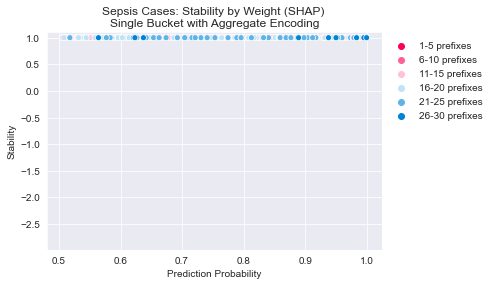 Sepsis Cases: Stability by Weight (SHAP)
Single Bucket with Aggregate Encoding
1.0
0.5
0.0
−0.5
−1.0
−1.5
−2.0
−2.5
Stability
0.5 0.6 0.7 0.8 0.9 1.0
Prediction Probability
1-5 prefixes
6-10 prefixes
11-15 prefixes
16-20 prefixes
21-25 prefixes
26-30 prefixes